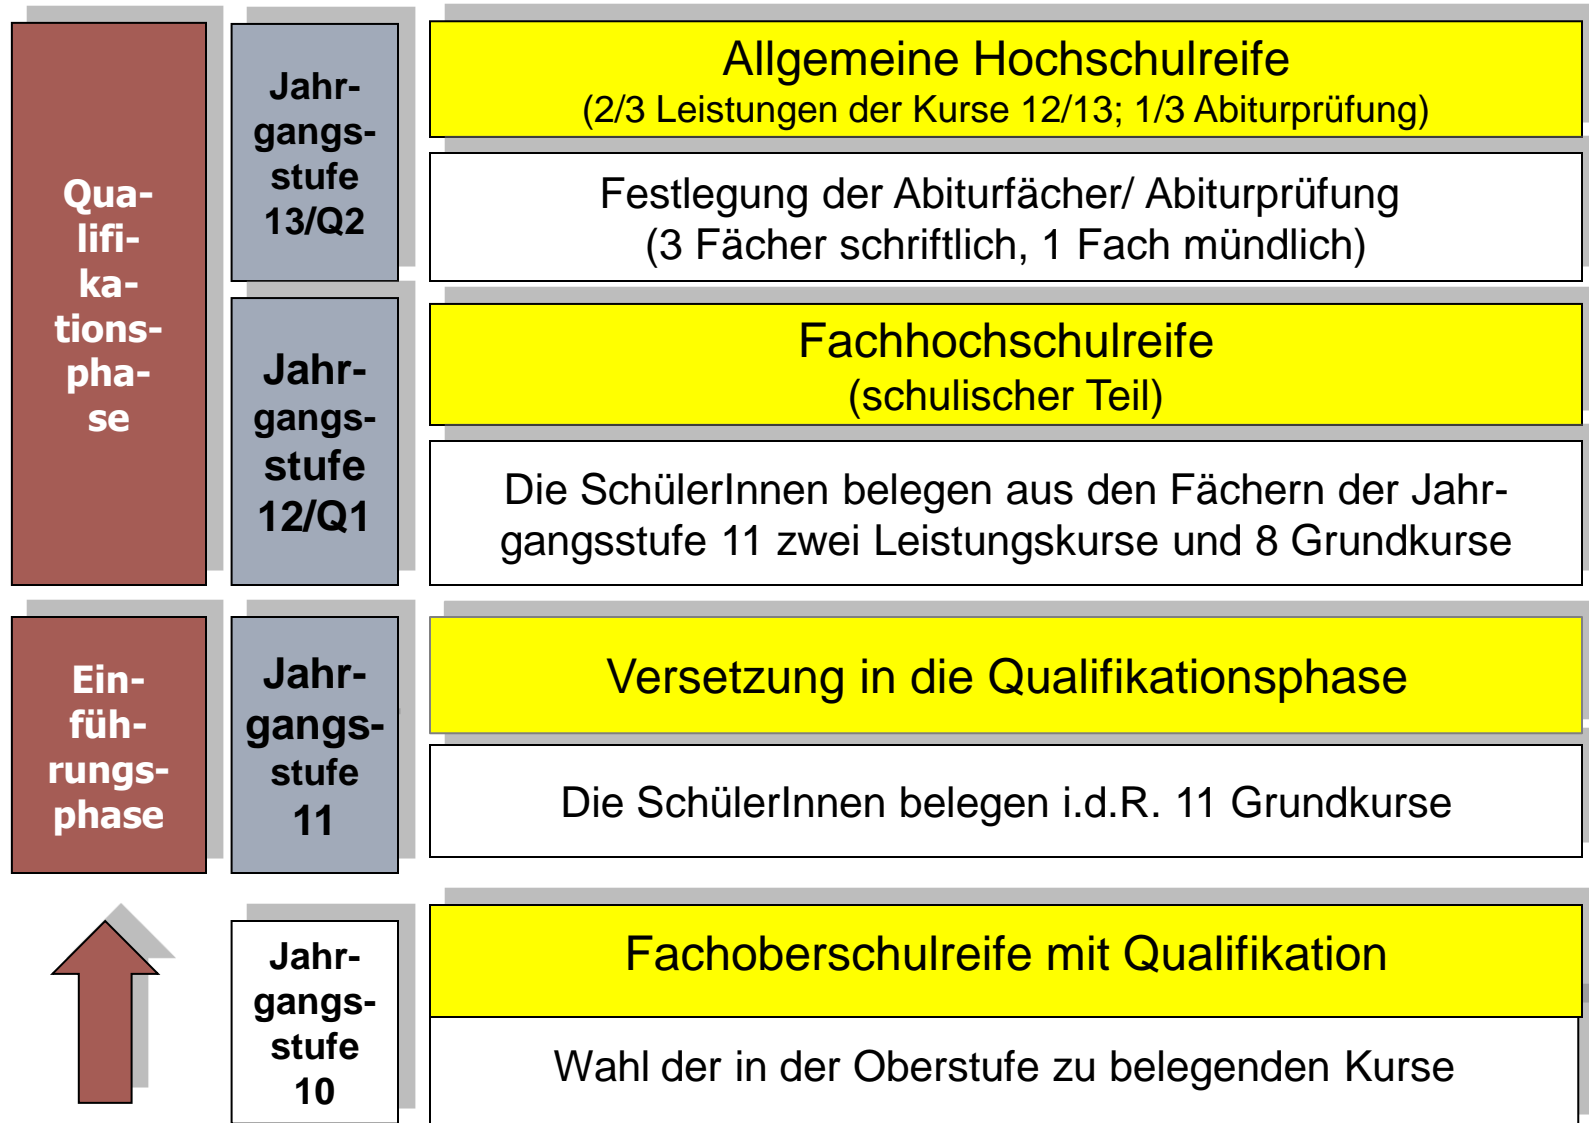 Qua-
lifi-
ka-
tions-
pha-
se
Jahr-
gangs-
stufe
13/Q2
Allgemeine Hochschulreife
(2/3 Leistungen der Kurse 12/13; 1/3 Abiturprüfung)
Festlegung der Abiturfächer/ Abiturprüfung
(3 Fächer schriftlich, 1 Fach mündlich)
Jahr-
gangs-
stufe
12/Q1
Fachhochschulreife
(schulischer Teil)
Die SchülerInnen belegen aus den Fächern der Jahr-
gangsstufe 11 zwei Leistungskurse und 8 Grundkurse
Ein-
füh-
rungs-
phase
Jahr-
gangs-
stufe
11
Versetzung in die Qualifikationsphase
Die SchülerInnen belegen i.d.R. 11 Grundkurse
Jahr-
gangs-
stufe
10
Fachoberschulreife mit Qualifikation
Wahl der in der Oberstufe zu belegenden Kurse